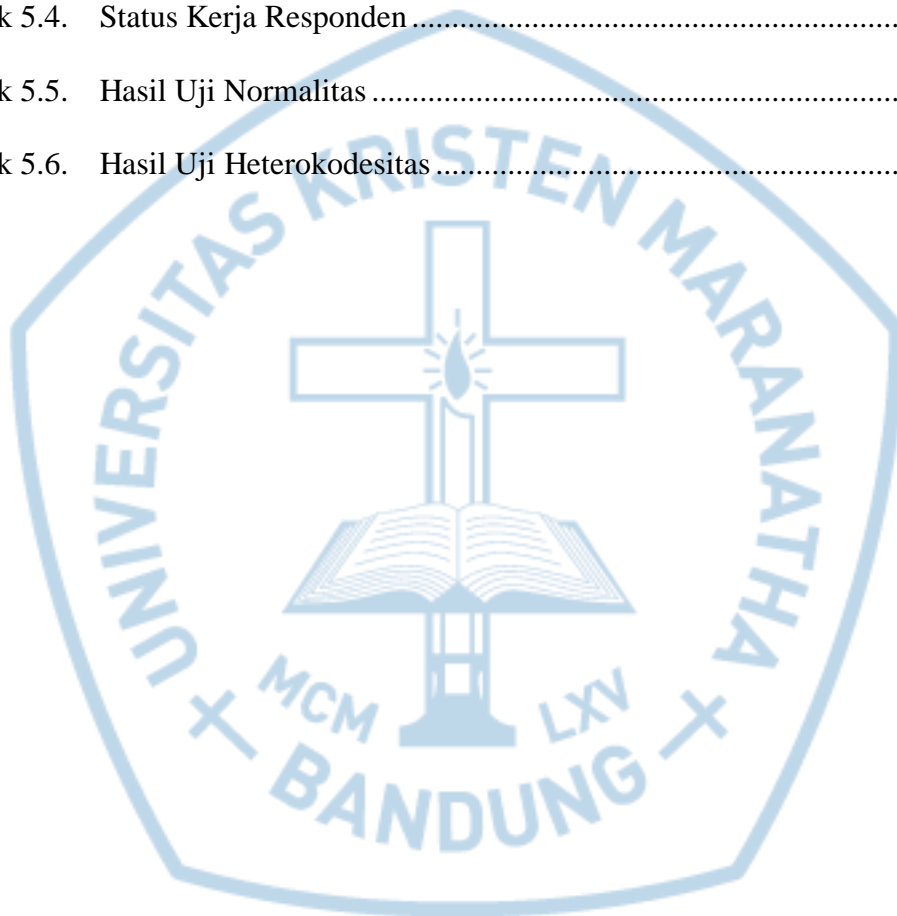 k 5.4. Status Kerja Responden ................................................................
k 5.5. Hasil Uji Normalitas .....................................................................
k 5.6. Hasil Uji Heterokodesitas .............................................................
UNIVERSITAS KRISTEN MARANATHA
MCM LXV
BANDUNG